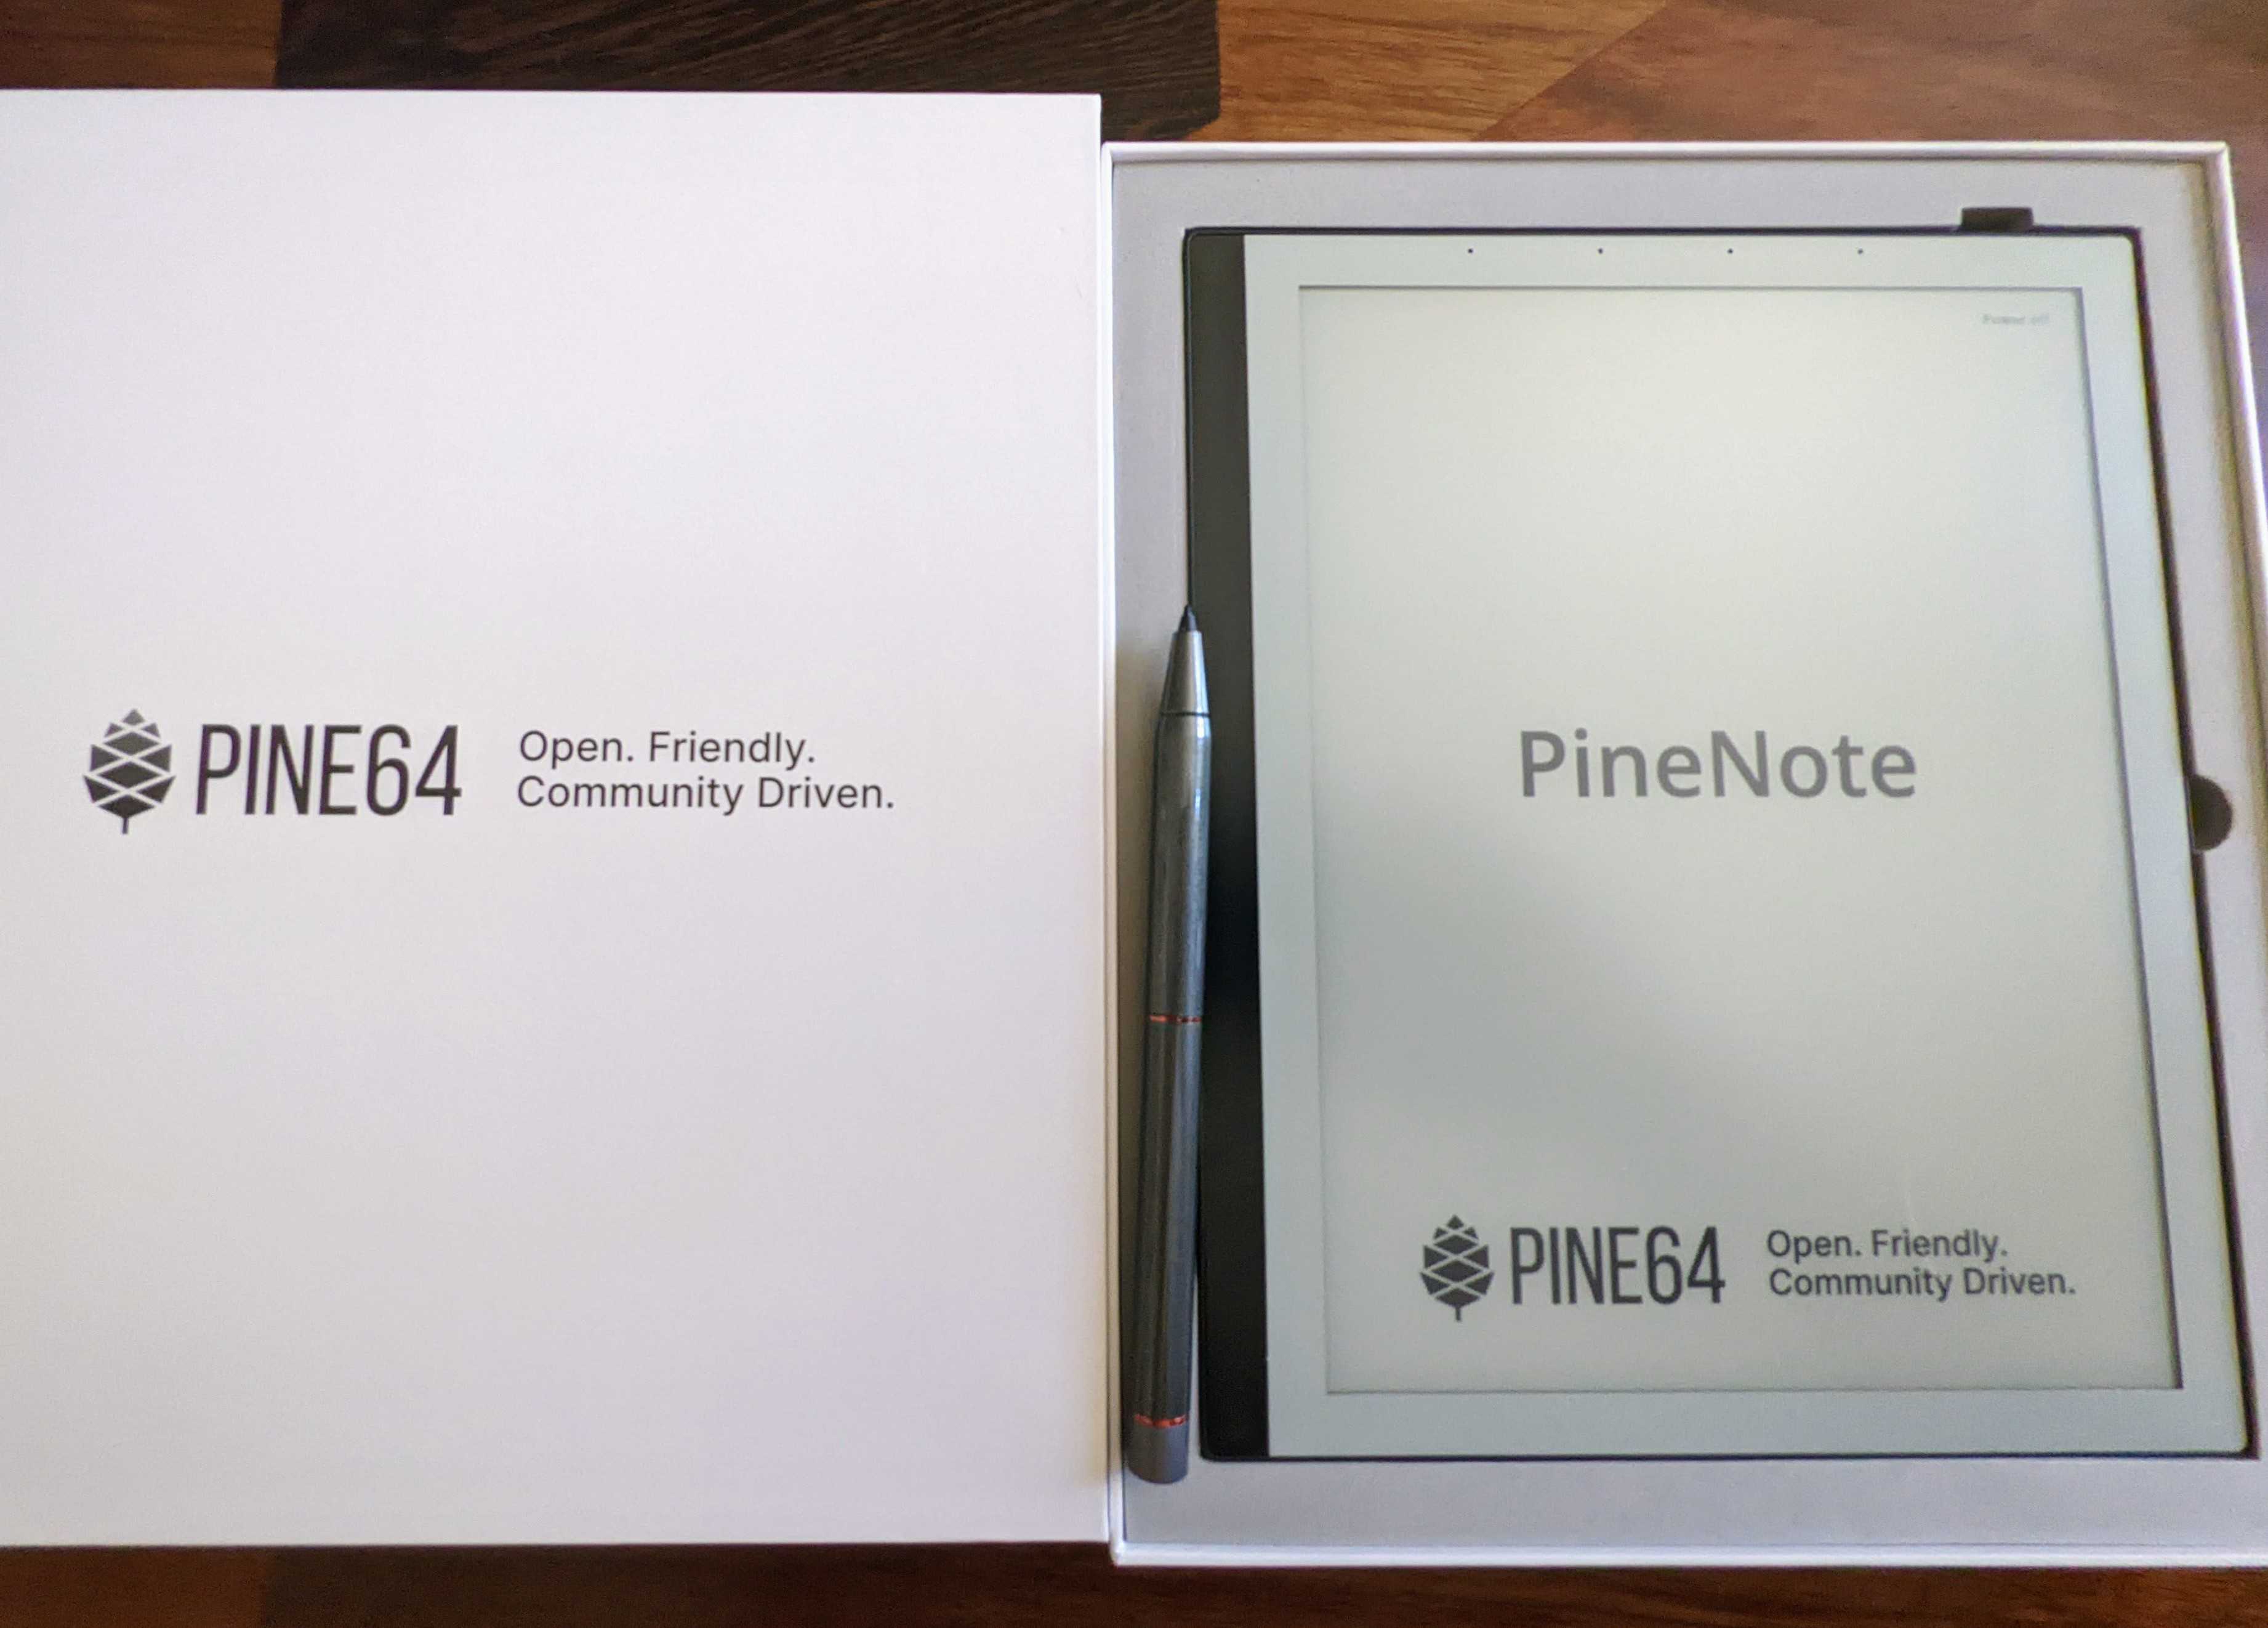 PINE64
Open. Friendly.
Community Driven.
PineNote
PINE64
Open. Friendly.
Community Driven.